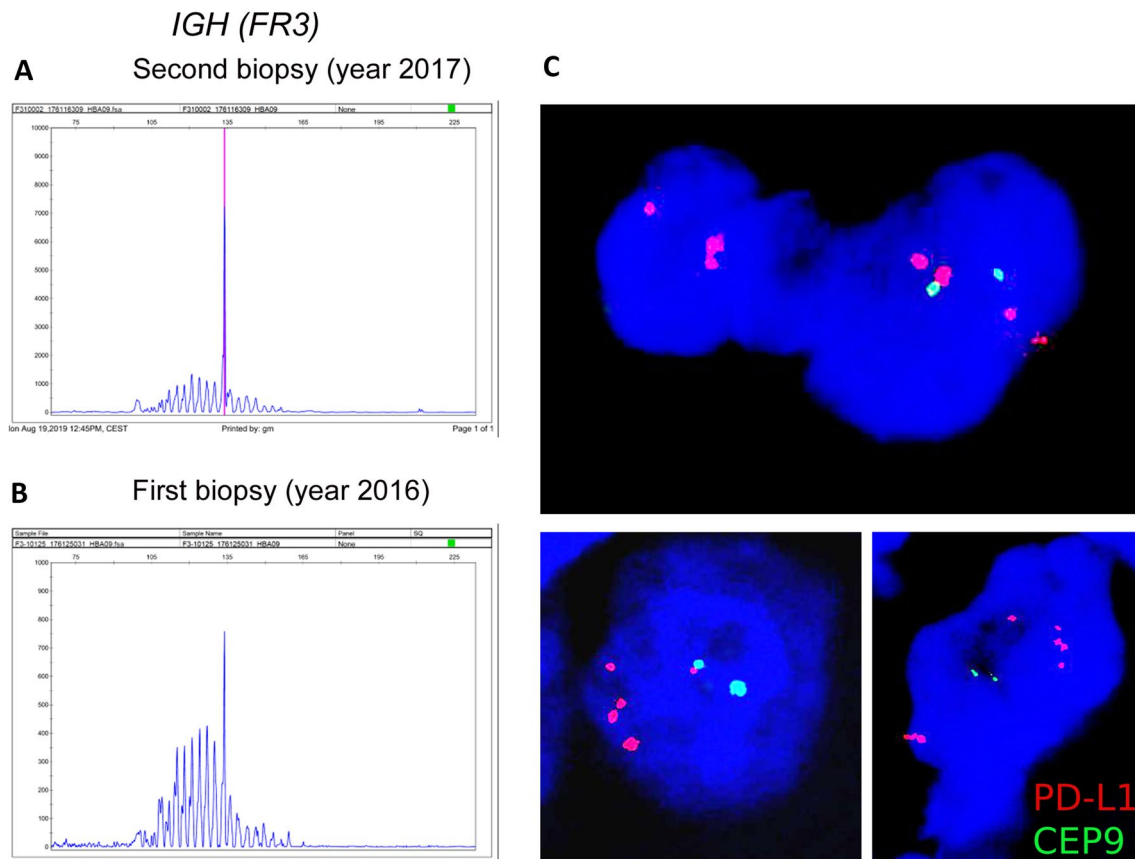 IGH (FR3)
A
Second biopsy (year 2017)
F310002_176116309_HBA09.fsa F310002_176116309_HBA09 None
75 105 135 165 195 225
10000
9000
8000
7000
6000
5000
4000
3000
2000
1000
0
lon Aug 19,2019 12:45PM, CEST Printed by: gm Page 1 of 1
B
First biopsy (year 2016)
Sample File Sample Name Panel SQ
F3-10125_176125031_HBA09.fsa F3-10125_176125031_HBA09 None
75 105 135 165 195 225
1000
900
800
700
600
500
400
300
200
100
0
C
PD-L1
CEP9